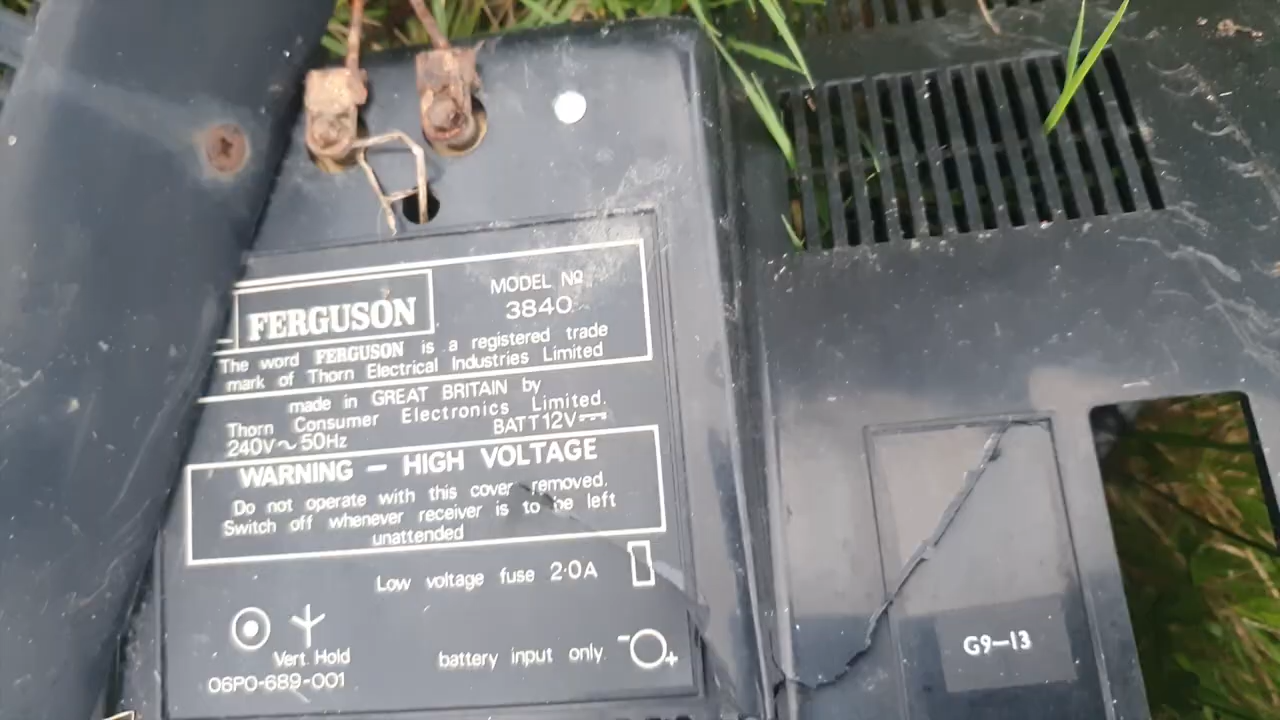 FERGUSON
MODEL Nº
3840
The word FERGUSON is a registered trade
mark of Thorn Electrical Industries Limited
made in GREAT BRITAIN by
Thorn Consumer Electronics Limited.
240V~ 50Hz BATT 12V⎓
WARNING — HIGH VOLTAGE
Do not operate with this cover removed.
Switch off whenever receiver is to be left
unattended
Low voltage fuse 2·0A
Vert. Hold
battery input only. - +
06P0-689-001
G9-13